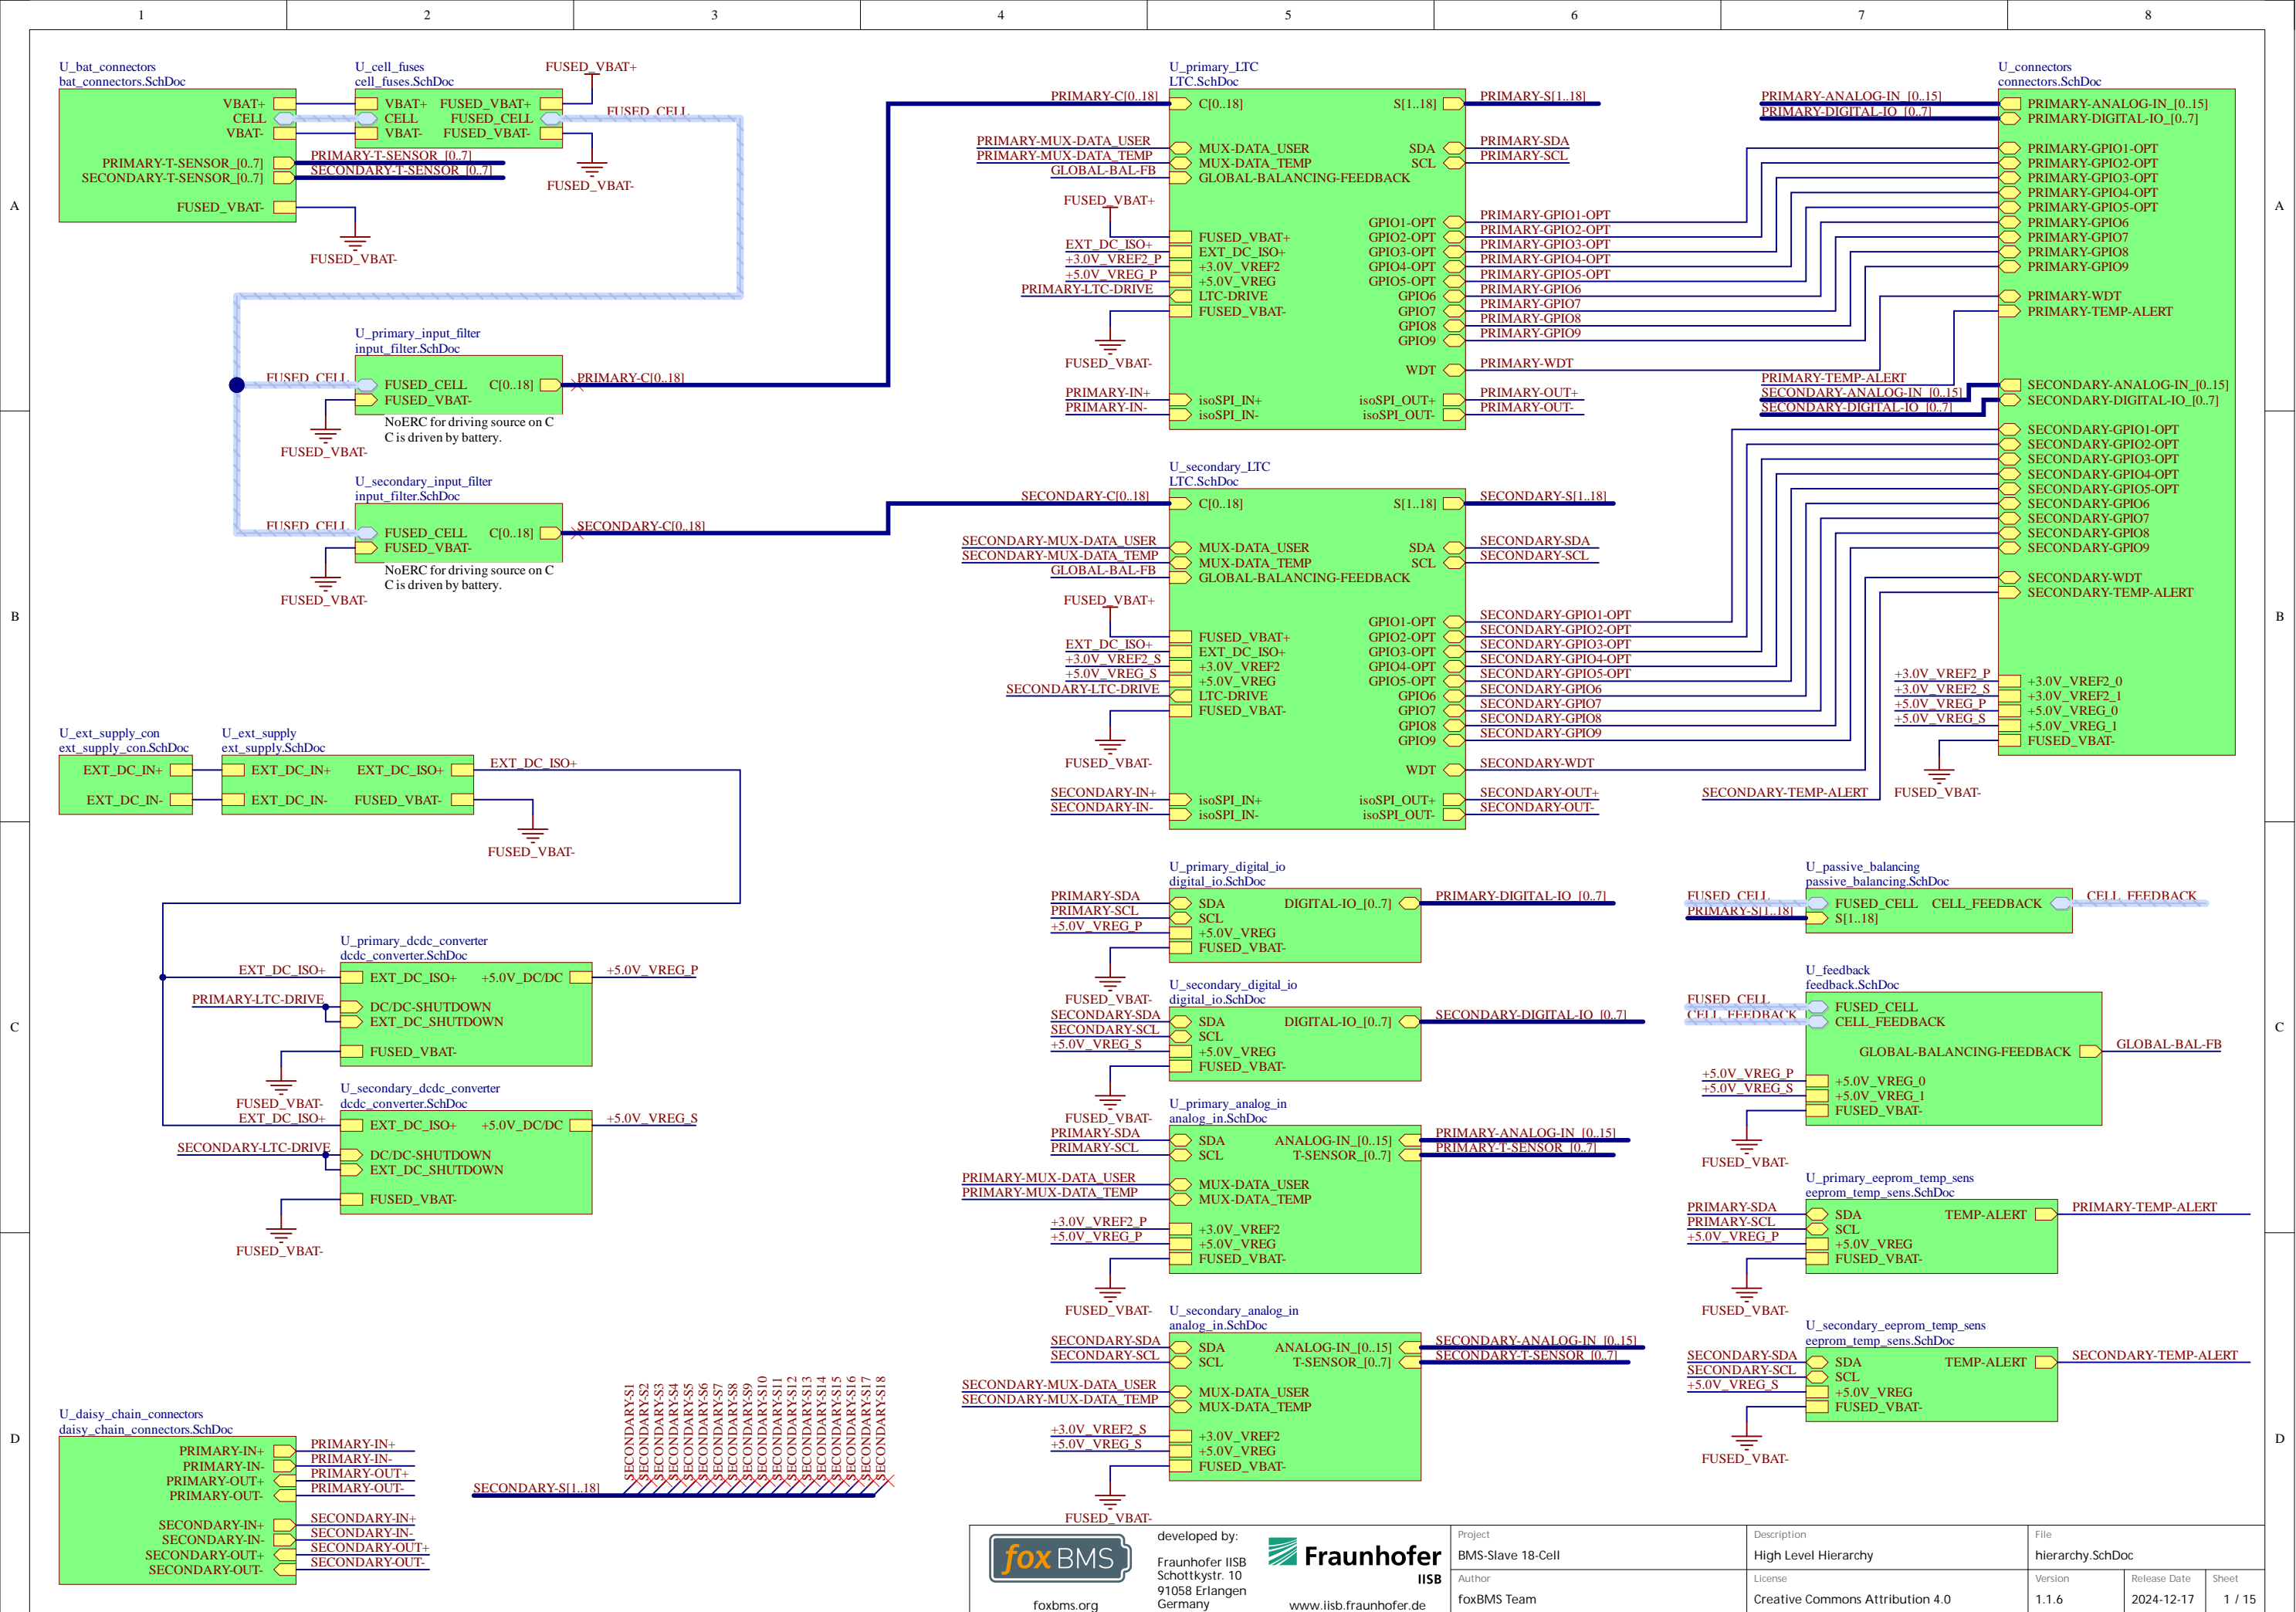 1 2 3 4 5 6 7 8
A
B
C
D
A
B
C
D
U_bat_connectors
bat_connectors.SchDoc
VBAT+
CELL
VBAT-
PRIMARY-T-SENSOR_[0..7]
SECONDARY-T-SENSOR_[0..7]
FUSED_VBAT-
PRIMARY-T-SENSOR_[0..7]
SECONDARY-T-SENSOR_[0..7]
FUSED_VBAT-
U_cell_fuses
cell_fuses.SchDoc
VBAT+ FUSED_VBAT+
CELL FUSED_CELL
VBAT- FUSED_VBAT-
FUSED_VBAT+
FUSED_CELL
FUSED_VBAT-
U_primary_input_filter
input_filter.SchDoc
FUSED_CELL
FUSED_CELL C[0..18]
FUSED_VBAT-
PRIMARY-C[0..18]
NoERC for driving source on C
C is driven by battery.
FUSED_VBAT-
U_secondary_input_filter
input_filter.SchDoc
FUSED_CELL
FUSED_CELL C[0..18]
FUSED_VBAT-
SECONDARY-C[0..18]
NoERC for driving source on C
C is driven by battery.
FUSED_VBAT-
U_ext_supply_con
ext_supply_con.SchDoc
EXT_DC_IN+
EXT_DC_IN-
U_ext_supply
ext_supply.SchDoc
EXT_DC_IN+ EXT_DC_ISO+
EXT_DC_IN- FUSED_VBAT-
EXT_DC_ISO+
FUSED_VBAT-
U_primary_dcdc_converter
dcdc_converter.SchDoc
EXT_DC_ISO+
EXT_DC_ISO+ +5.0V_DC/DC
+5.0V_VREG_P
PRIMARY-LTC-DRIVE
DC/DC-SHUTDOWN
EXT_DC_SHUTDOWN
FUSED_VBAT-
FUSED_VBAT-
U_secondary_dcdc_converter
dcdc_converter.SchDoc
EXT_DC_ISO+
EXT_DC_ISO+ +5.0V_DC/DC
+5.0V_VREG_S
SECONDARY-LTC-DRIVE
DC/DC-SHUTDOWN
EXT_DC_SHUTDOWN
FUSED_VBAT-
FUSED_VBAT-
U_daisy_chain_connectors
daisy_chain_connectors.SchDoc
PRIMARY-IN+ PRIMARY-IN+
PRIMARY-IN- PRIMARY-IN-
PRIMARY-OUT+ PRIMARY-OUT+
PRIMARY-OUT- PRIMARY-OUT-
SECONDARY-IN+ SECONDARY-IN+
SECONDARY-IN- SECONDARY-IN-
SECONDARY-OUT+ SECONDARY-OUT+
SECONDARY-OUT- SECONDARY-OUT-
SECONDARY-S[1..18]
SECONDARY-S1
SECONDARY-S2
SECONDARY-S3
SECONDARY-S4
SECONDARY-S5
SECONDARY-S6
SECONDARY-S7
SECONDARY-S8
SECONDARY-S9
SECONDARY-S10
SECONDARY-S11
SECONDARY-S12
SECONDARY-S13
SECONDARY-S14
SECONDARY-S15
SECONDARY-S16
SECONDARY-S17
SECONDARY-S18
U_primary_LTC
LTC.SchDoc
PRIMARY-C[0..18]
PRIMARY-MUX-DATA_USER
PRIMARY-MUX-DATA_TEMP
GLOBAL-BAL-FB
FUSED_VBAT+
EXT_DC_ISO+
+3.0V_VREF2_P
+5.0V_VREG_P
PRIMARY-LTC-DRIVE
FUSED_VBAT-
PRIMARY-IN+
PRIMARY-IN-
C[0..18]
MUX-DATA_USER
MUX-DATA_TEMP
GLOBAL-BALANCING-FEEDBACK
FUSED_VBAT+
EXT_DC_ISO+
+3.0V_VREF2
+5.0V_VREG
LTC-DRIVE
FUSED_VBAT-
isoSPI_IN+
isoSPI_IN-
S[1..18]
SDA
SCL
GPIO1-OPT
GPIO2-OPT
GPIO3-OPT
GPIO4-OPT
GPIO5-OPT
GPIO6
GPIO7
GPIO8
GPIO9
WDT
isoSPI_OUT+
isoSPI_OUT-
PRIMARY-S[1..18]
PRIMARY-SDA
PRIMARY-SCL
PRIMARY-GPIO1-OPT
PRIMARY-GPIO2-OPT
PRIMARY-GPIO3-OPT
PRIMARY-GPIO4-OPT
PRIMARY-GPIO5-OPT
PRIMARY-GPIO6
PRIMARY-GPIO7
PRIMARY-GPIO8
PRIMARY-GPIO9
PRIMARY-WDT
PRIMARY-OUT+
PRIMARY-OUT-
U_secondary_LTC
LTC.SchDoc
SECONDARY-C[0..18]
SECONDARY-MUX-DATA_USER
SECONDARY-MUX-DATA_TEMP
GLOBAL-BAL-FB
FUSED_VBAT+
EXT_DC_ISO+
+3.0V_VREF2_S
+5.0V_VREG_S
SECONDARY-LTC-DRIVE
FUSED_VBAT-
SECONDARY-IN+
SECONDARY-IN-
C[0..18]
MUX-DATA_USER
MUX-DATA_TEMP
GLOBAL-BALANCING-FEEDBACK
FUSED_VBAT+
EXT_DC_ISO+
+3.0V_VREF2
+5.0V_VREG
LTC-DRIVE
FUSED_VBAT-
isoSPI_IN+
isoSPI_IN-
S[1..18]
SDA
SCL
GPIO1-OPT
GPIO2-OPT
GPIO3-OPT
GPIO4-OPT
GPIO5-OPT
GPIO6
GPIO7
GPIO8
GPIO9
WDT
isoSPI_OUT+
isoSPI_OUT-
SECONDARY-S[1..18]
SECONDARY-SDA
SECONDARY-SCL
SECONDARY-GPIO1-OPT
SECONDARY-GPIO2-OPT
SECONDARY-GPIO3-OPT
SECONDARY-GPIO4-OPT
SECONDARY-GPIO5-OPT
SECONDARY-GPIO6
SECONDARY-GPIO7
SECONDARY-GPIO8
SECONDARY-GPIO9
SECONDARY-WDT
SECONDARY-OUT+
SECONDARY-OUT-
U_connectors
connectors.SchDoc
PRIMARY-ANALOG-IN_[0..15]
PRIMARY-DIGITAL-IO_[0..7]
PRIMARY-TEMP-ALERT
SECONDARY-ANALOG-IN_[0..15]
SECONDARY-DIGITAL-IO_[0..7]
+3.0V_VREF2_P
+3.0V_VREF2_S
+5.0V_VREG_P
+5.0V_VREG_S
SECONDARY-TEMP-ALERT
FUSED_VBAT-
PRIMARY-ANALOG-IN_[0..15]
PRIMARY-DIGITAL-IO_[0..7]
PRIMARY-GPIO1-OPT
PRIMARY-GPIO2-OPT
PRIMARY-GPIO3-OPT
PRIMARY-GPIO4-OPT
PRIMARY-GPIO5-OPT
PRIMARY-GPIO6
PRIMARY-GPIO7
PRIMARY-GPIO8
PRIMARY-GPIO9
PRIMARY-WDT
PRIMARY-TEMP-ALERT
SECONDARY-ANALOG-IN_[0..15]
SECONDARY-DIGITAL-IO_[0..7]
SECONDARY-GPIO1-OPT
SECONDARY-GPIO2-OPT
SECONDARY-GPIO3-OPT
SECONDARY-GPIO4-OPT
SECONDARY-GPIO5-OPT
SECONDARY-GPIO6
SECONDARY-GPIO7
SECONDARY-GPIO8
SECONDARY-GPIO9
SECONDARY-WDT
SECONDARY-TEMP-ALERT
+3.0V_VREF2_0
+3.0V_VREF2_1
+5.0V_VREG_0
+5.0V_VREG_1
FUSED_VBAT-
U_primary_digital_io
digital_io.SchDoc
PRIMARY-SDA
PRIMARY-SCL
+5.0V_VREG_P
SDA DIGITAL-IO_[0..7]
SCL
+5.0V_VREG
FUSED_VBAT-
PRIMARY-DIGITAL-IO_[0..7]
FUSED_VBAT-
U_secondary_digital_io
digital_io.SchDoc
SECONDARY-SDA
SECONDARY-SCL
+5.0V_VREG_S
SDA DIGITAL-IO_[0..7]
SCL
+5.0V_VREG
FUSED_VBAT-
SECONDARY-DIGITAL-IO_[0..7]
FUSED_VBAT-
U_primary_analog_in
analog_in.SchDoc
PRIMARY-SDA
PRIMARY-SCL
PRIMARY-MUX-DATA_USER
PRIMARY-MUX-DATA_TEMP
+3.0V_VREF2_P
+5.0V_VREG_P
SDA ANALOG-IN_[0..15]
SCL T-SENSOR_[0..7]
MUX-DATA_USER
MUX-DATA_TEMP
+3.0V_VREF2
+5.0V_VREG
FUSED_VBAT-
PRIMARY-ANALOG-IN_[0..15]
PRIMARY-T-SENSOR_[0..7]
FUSED_VBAT-
U_secondary_analog_in
analog_in.SchDoc
SECONDARY-SDA
SECONDARY-SCL
SECONDARY-MUX-DATA_USER
SECONDARY-MUX-DATA_TEMP
+3.0V_VREF2_S
+5.0V_VREG_S
SDA ANALOG-IN_[0..15]
SCL T-SENSOR_[0..7]
MUX-DATA_USER
MUX-DATA_TEMP
+3.0V_VREF2
+5.0V_VREG
FUSED_VBAT-
SECONDARY-ANALOG-IN_[0..15]
SECONDARY-T-SENSOR_[0..7]
FUSED_VBAT-
U_passive_balancing
passive_balancing.SchDoc
FUSED_CELL
PRIMARY-S[1..18]
FUSED_CELL CELL_FEEDBACK
S[1..18]
CELL_FEEDBACK
U_feedback
feedback.SchDoc
FUSED_CELL
CELL_FEEDBACK
FUSED_CELL
CELL_FEEDBACK
GLOBAL-BALANCING-FEEDBACK
GLOBAL-BAL-FB
+5.0V_VREG_P
+5.0V_VREG_S
+5.0V_VREG_0
+5.0V_VREG_1
FUSED_VBAT-
FUSED_VBAT-
U_primary_eeprom_temp_sens
eeprom_temp_sens.SchDoc
PRIMARY-SDA
PRIMARY-SCL
+5.0V_VREG_P
SDA TEMP-ALERT
SCL
+5.0V_VREG
FUSED_VBAT-
PRIMARY-TEMP-ALERT
FUSED_VBAT-
U_secondary_eeprom_temp_sens
eeprom_temp_sens.SchDoc
SECONDARY-SDA
SECONDARY-SCL
+5.0V_VREG_S
SDA TEMP-ALERT
SCL
+5.0V_VREG
FUSED_VBAT-
SECONDARY-TEMP-ALERT
FUSED_VBAT-
foxBMS
foxbms.org
developed by:
Fraunhofer IISB
Schottkystr. 10
91058 Erlangen
Germany
Fraunhofer
IISB
www.iisb.fraunhofer.de
Project
BMS-Slave 18-Cell
Author
foxBMS Team
Description
High Level Hierarchy
License
Creative Commons Attribution 4.0
File
hierarchy.SchDoc
Version
1.1.6
Release Date
2024-12-17
Sheet
1 / 15